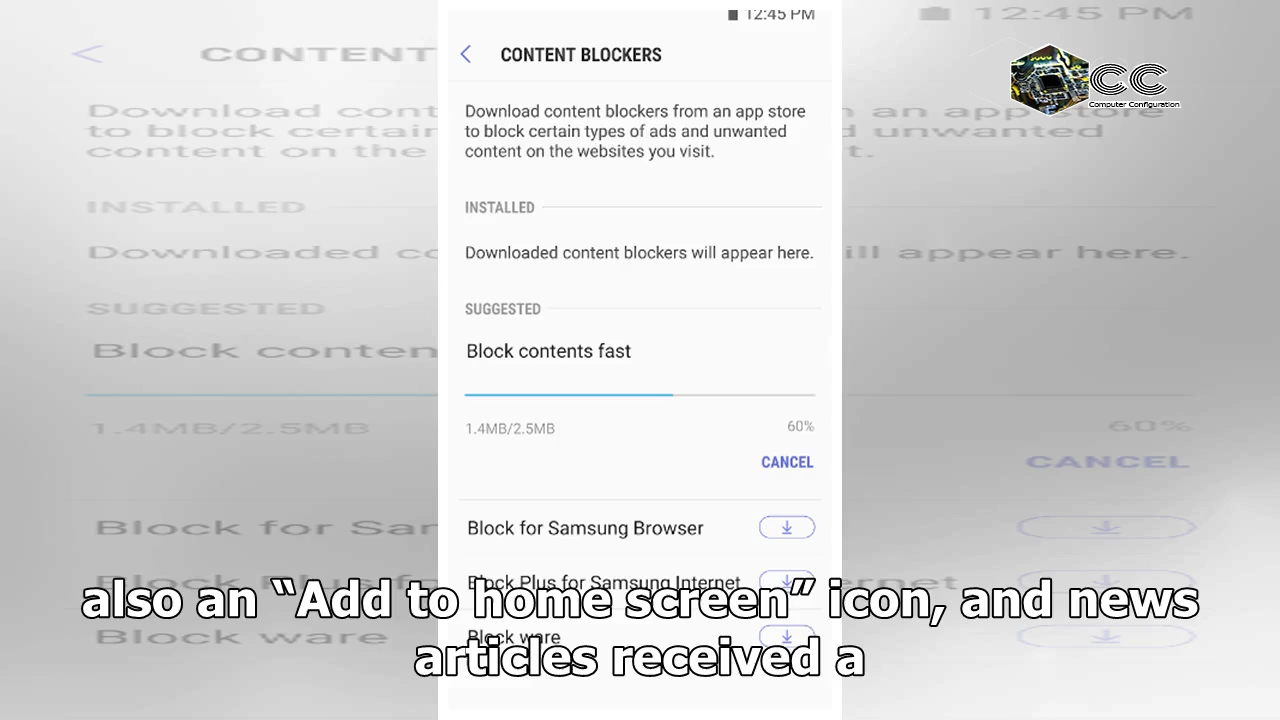 12:45 PM
CONTENT BLOCKERS
CC
Computer Configuration
Download content blockers from an app store
to block certain types of ads and unwanted
content on the websites you visit.
INSTALLED
Downloaded content blockers will appear here.
SUGGESTED
Block contents fast
1.4MB/2.5MB
60%
CANCEL
Block for Samsung Browser
Block Plus for Samsung Internet
Block ware
also an “Add to home screen” icon, and news
articles received a